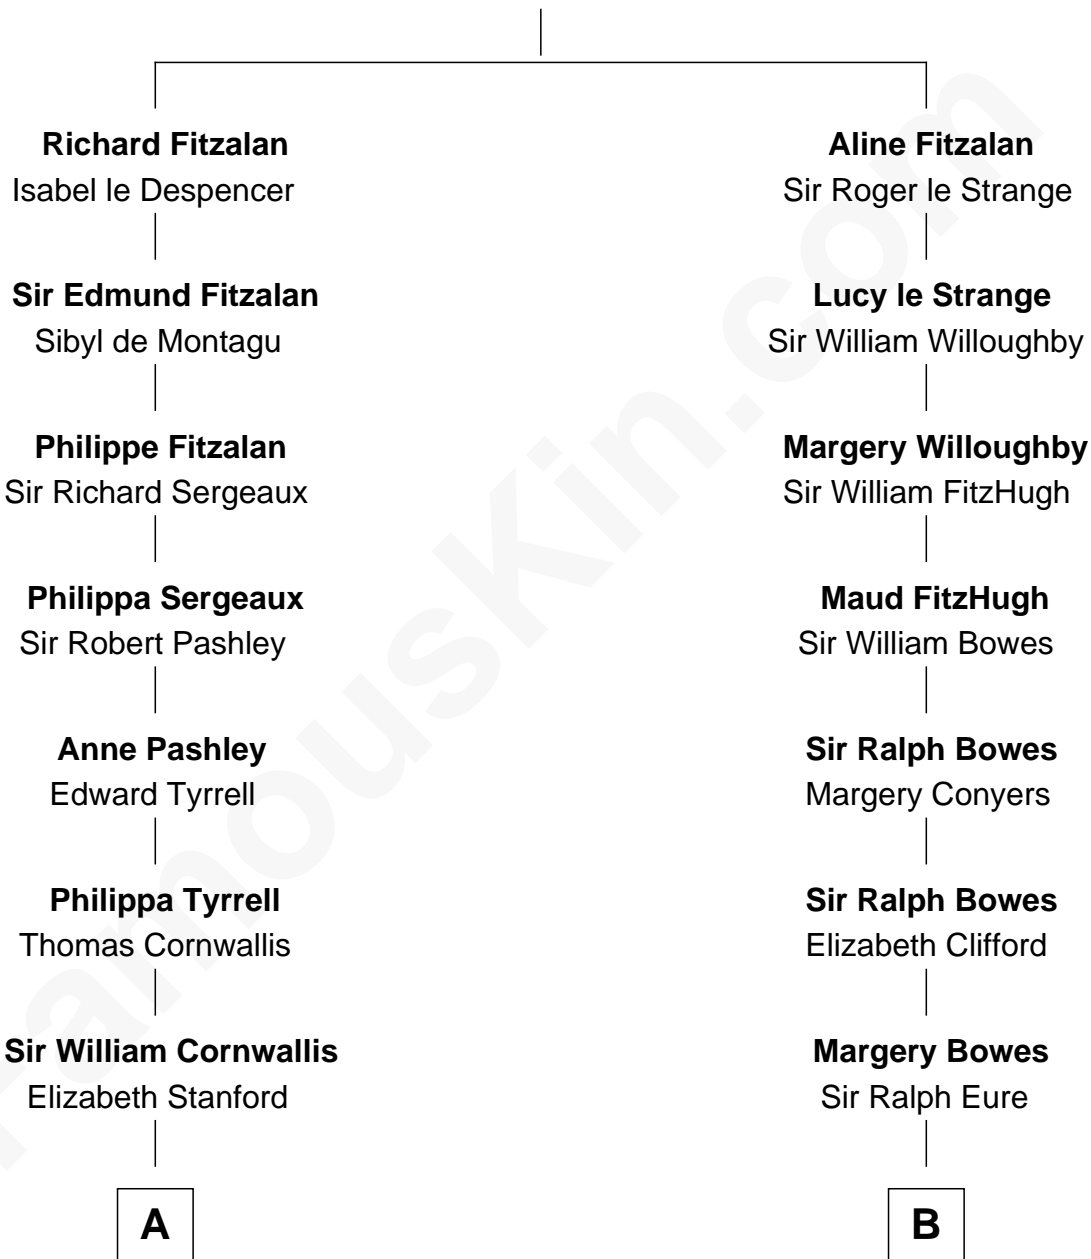 Richard Fitzalan
Isabel le Despencer
Sir Edmund Fitzalan
Sibyl de Montagu
Philippe Fitzalan
Sir Richard Sergeaux
Philippa Sergeaux
Sir Robert Pashley
Anne Pashley
Edward Tyrrell
Philippa Tyrrell
Thomas Cornwallis
Sir William Cornwallis
Elizabeth Stanford
A
Aline Fitzalan
Sir Roger le Strange
Lucy le Strange
Sir William Willoughby
Margery Willoughby
Sir William FitzHugh
Maud FitzHugh
Sir William Bowes
Sir Ralph Bowes
Margery Conyers
Sir Ralph Bowes
Elizabeth Clifford
Margery Bowes
Sir Ralph Eure
B
FamousKin.com